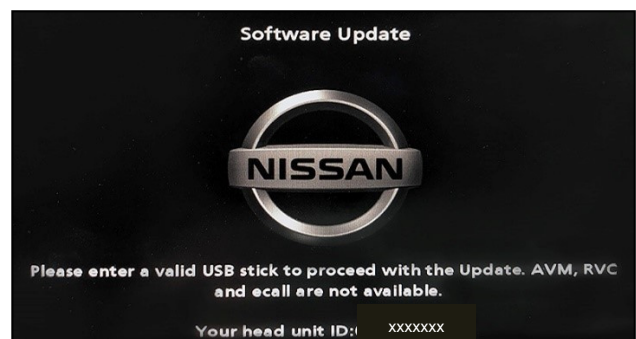 Software Update
NISSAN
Please enter a valid USB stick to proceed with the Update. AVM, RVC
and ecall are not available.
Your head unit ID:
xxxxxxx